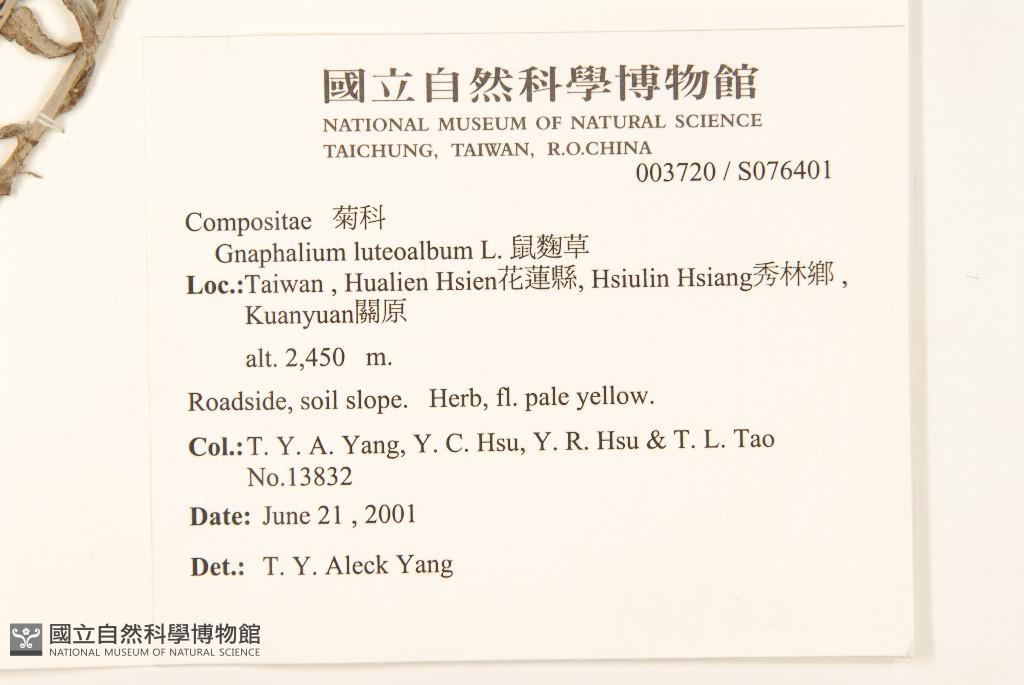 國立自然科學博物館
NATIONAL MUSEUM OF NATURAL SCIENCE
TAICHUNG, TAIWAN, R.O.CHINA
003720 / S076401
Compositae 菊科
Gnaphalium luteoalbum L. 鼠麴草
Loc.:Taiwan , Hualien Hsien花蓮縣, Hsiulin Hsiang秀林鄉 ,
Kuanyuan關原
alt. 2,450 m.
Roadside, soil slope. Herb, fl. pale yellow.
Col.: T. Y. A. Yang, Y. C. Hsu, Y. R. Hsu & T. L. Tao
No.13832
Date: June 21 , 2001
Det.: T. Y. Aleck Yang
國立自然科學博物館
NATIONAL MUSEUM OF NATURAL SCIENCE